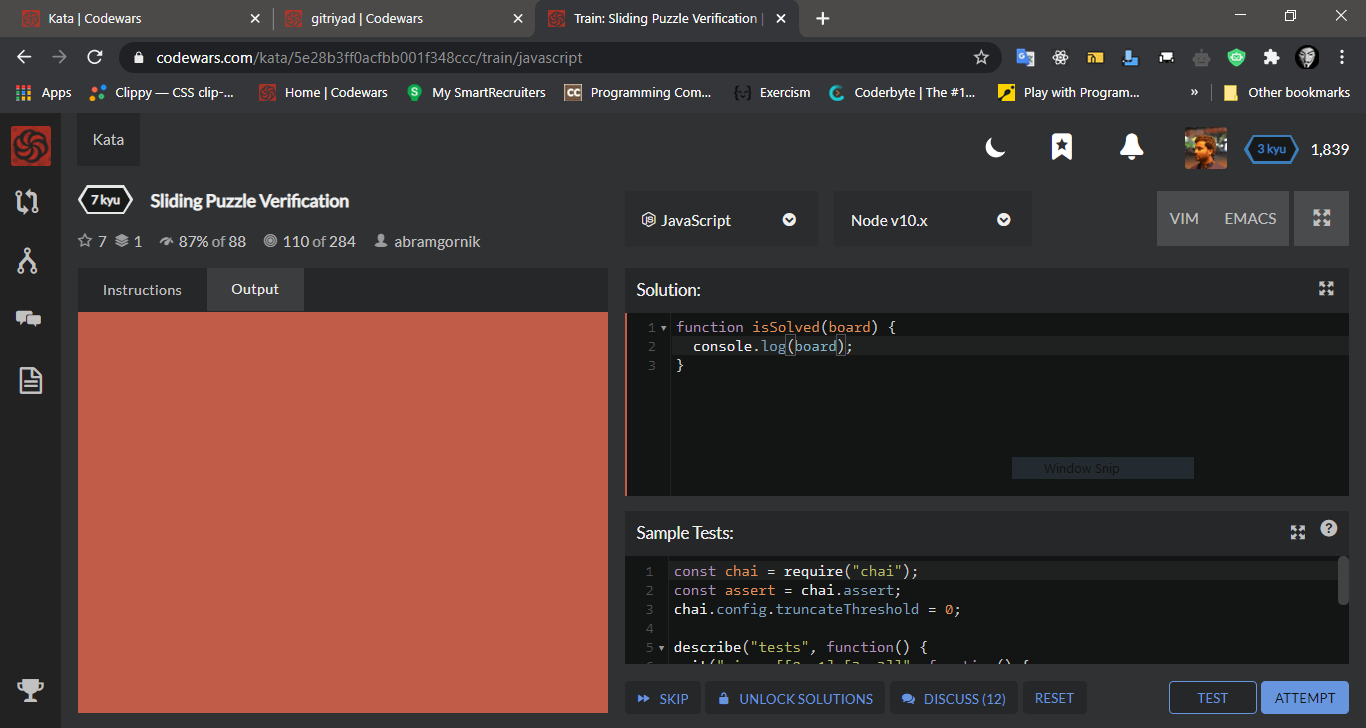 Kata | Codewars
gitriyad | Codewars
Train: Sliding Puzzle Verification |
codewars.com/kata/5e28b3ff0acfbb001f348ccc/train/javascript
Apps
Clippy — CSS clip-...
Home | Codewars
My SmartRecruiters
CC
Programming Com...
Exercism
Coderbyte | The #1...
Play with Program...
»
Other bookmarks
Kata
3 kyu
1,839
7 kyu
Sliding Puzzle Verification
7
1
87% of 88
110 of 284
abramgornik
JavaScript
Node v10.x
VIM
EMACS
Instructions
Output
Solution:
1 function isSolved(board) {
2 console.log(board);
3 }
Window Snip
Sample Tests:
?
1 const chai = require("chai");
2 const assert = chai.assert;
3 chai.config.truncateThreshold = 0;
4
5 describe("tests", function() {
SKIP
UNLOCK SOLUTIONS
DISCUSS (12)
RESET
TEST
ATTEMPT